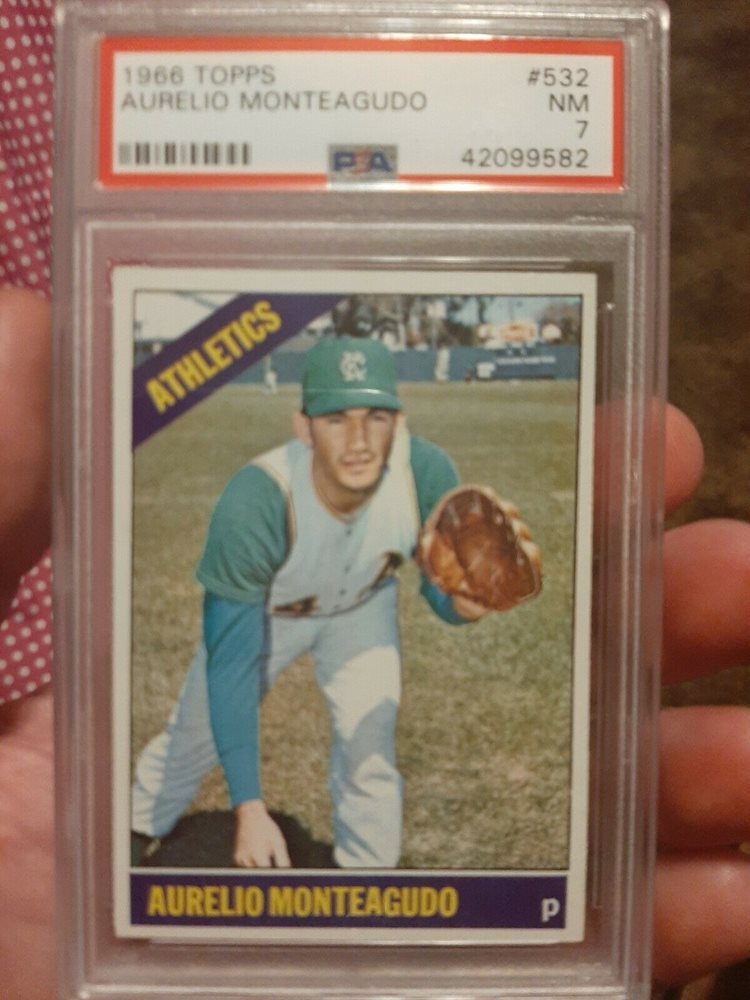 1966 TOPPS #532
AURELIO MONTEAGUDO NM
7
PSA 42099582
ATHLETICS
KC
AURELIO MONTEAGUDO p